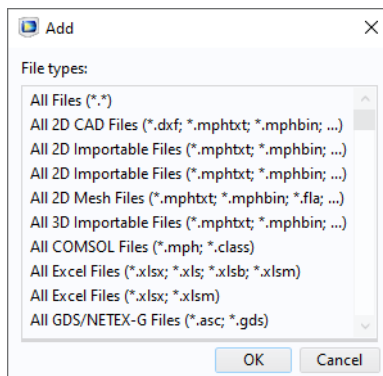 Add
File types:
All Files (*.*)
All 2D CAD Files (*.dxf; *.mphtxt; *.mphbin; ...)
All 2D Importable Files (*.mphtxt; *.mphbin; ...)
All 2D Importable Files (*.mphtxt; *.mphbin; ...)
All 2D Mesh Files (*.mphtxt; *.mphbin; *.fla; ...)
All 3D Importable Files (*.mphtxt; *.mphbin; ...)
All COMSOL Files (*.mph; *.class)
All Excel Files (*.xlsx; *.xls; *.xlsb; *.xlsm)
All Excel Files (*.xlsx; *.xlsm)
All GDS/NETEX-G Files (*.asc; *.gds)
OK Cancel